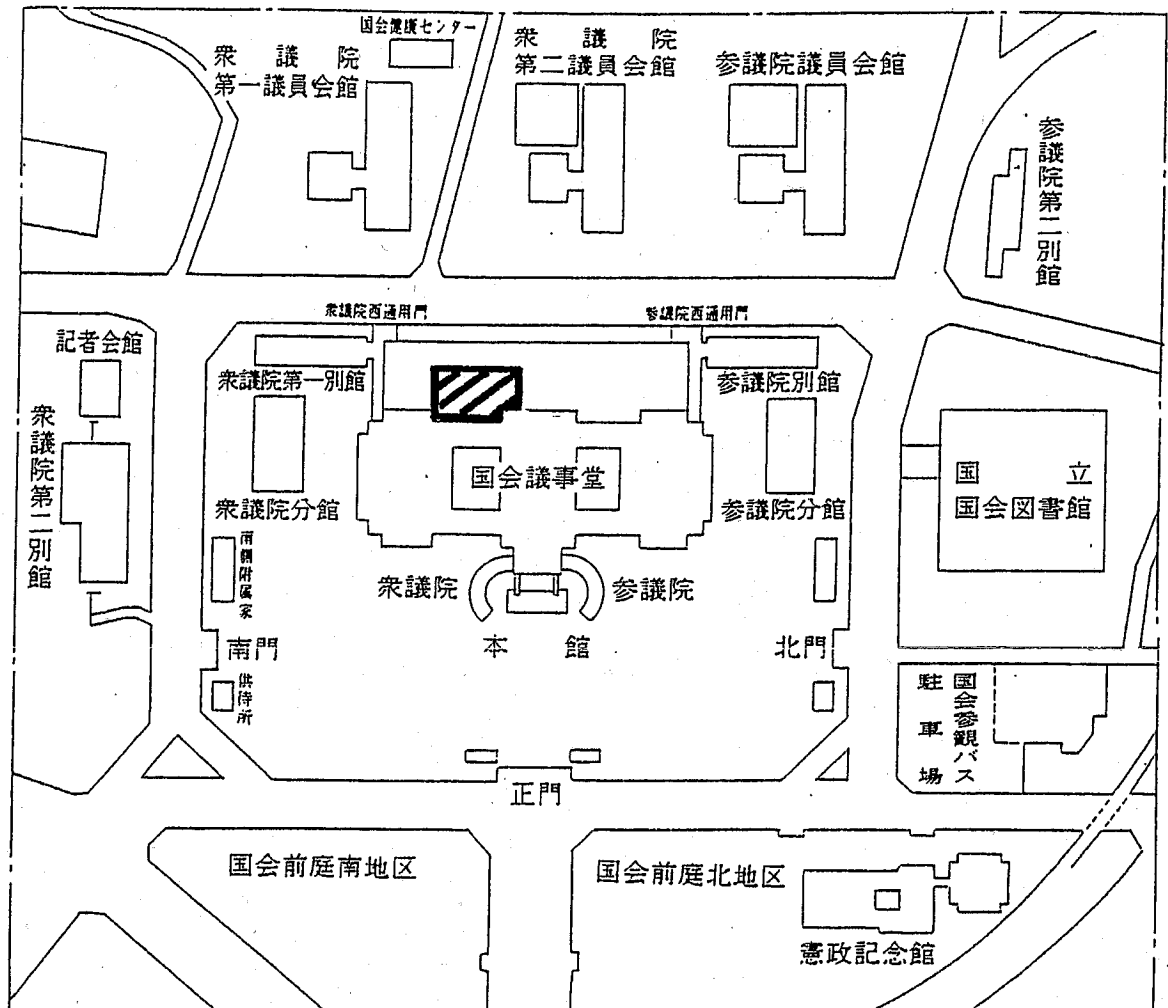 国会健康センター
衆議院
第一議員会館
衆議院
第二議員会館
参議院議員会館
参議院第二別館
衆議院西通用門
参議院西通用門
記者会館
衆議院第一別館
参議院別館
衆議院第二別館
国会議事堂
国立
国会図書館
衆議院分館
参議院分館
南側附属家
衆議院
参議院
本館
南門
北門
供待所
国会参観バス
駐車場
正門
国会前庭南地区
国会前庭北地区
憲政記念館